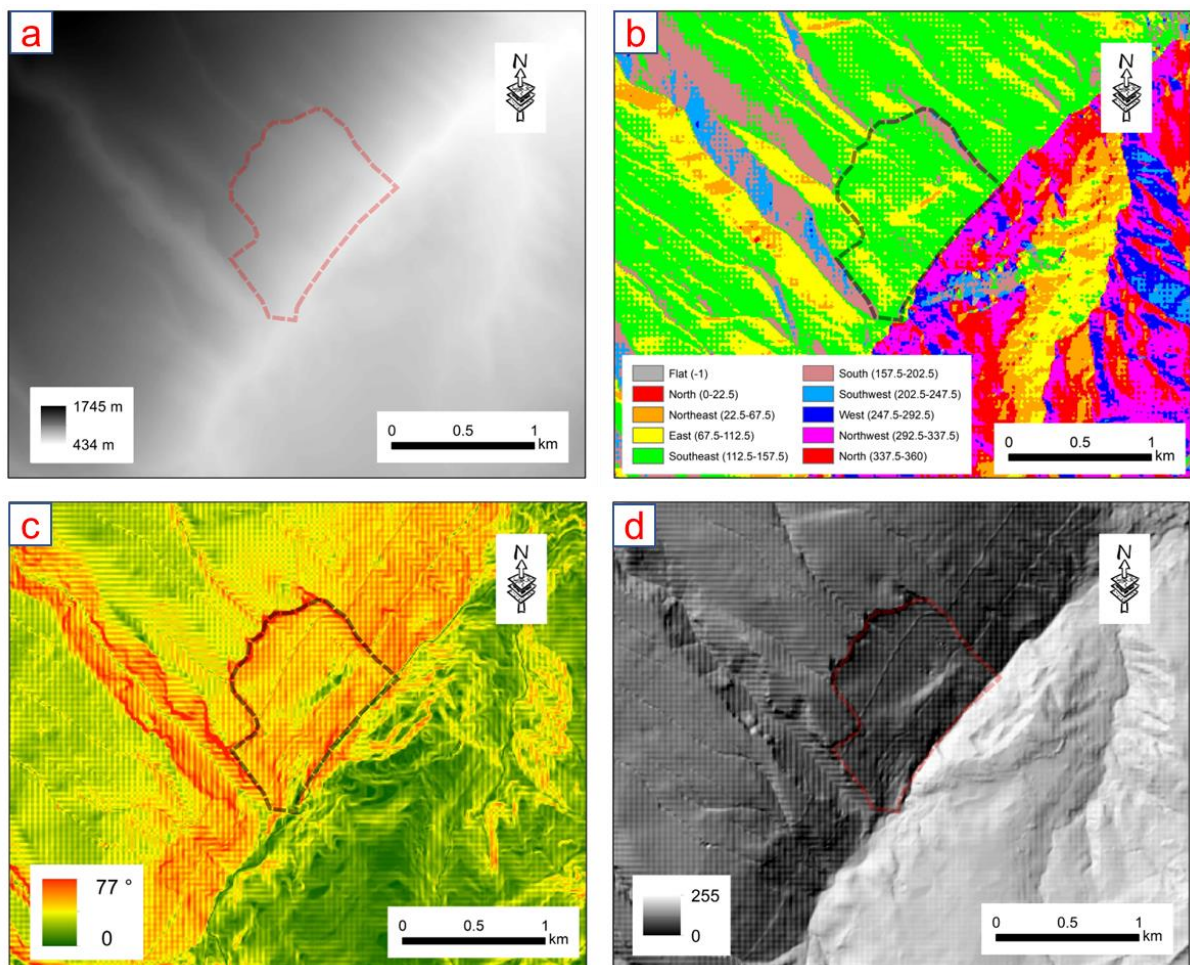 a
N
1745 m
434 m
0 0.5 1
km
b
N
Flat (-1)
North (0-22.5)
Northeast (22.5-67.5)
East (67.5-112.5)
Southeast (112.5-157.5)
South (157.5-202.5)
Southwest (202.5-247.5)
West (247.5-292.5)
Northwest (292.5-337.5)
North (337.5-360)
0 0.5 1
km
c
N
77 °
0
0 0.5 1
km
d
N
255
0
0 0.5 1
km